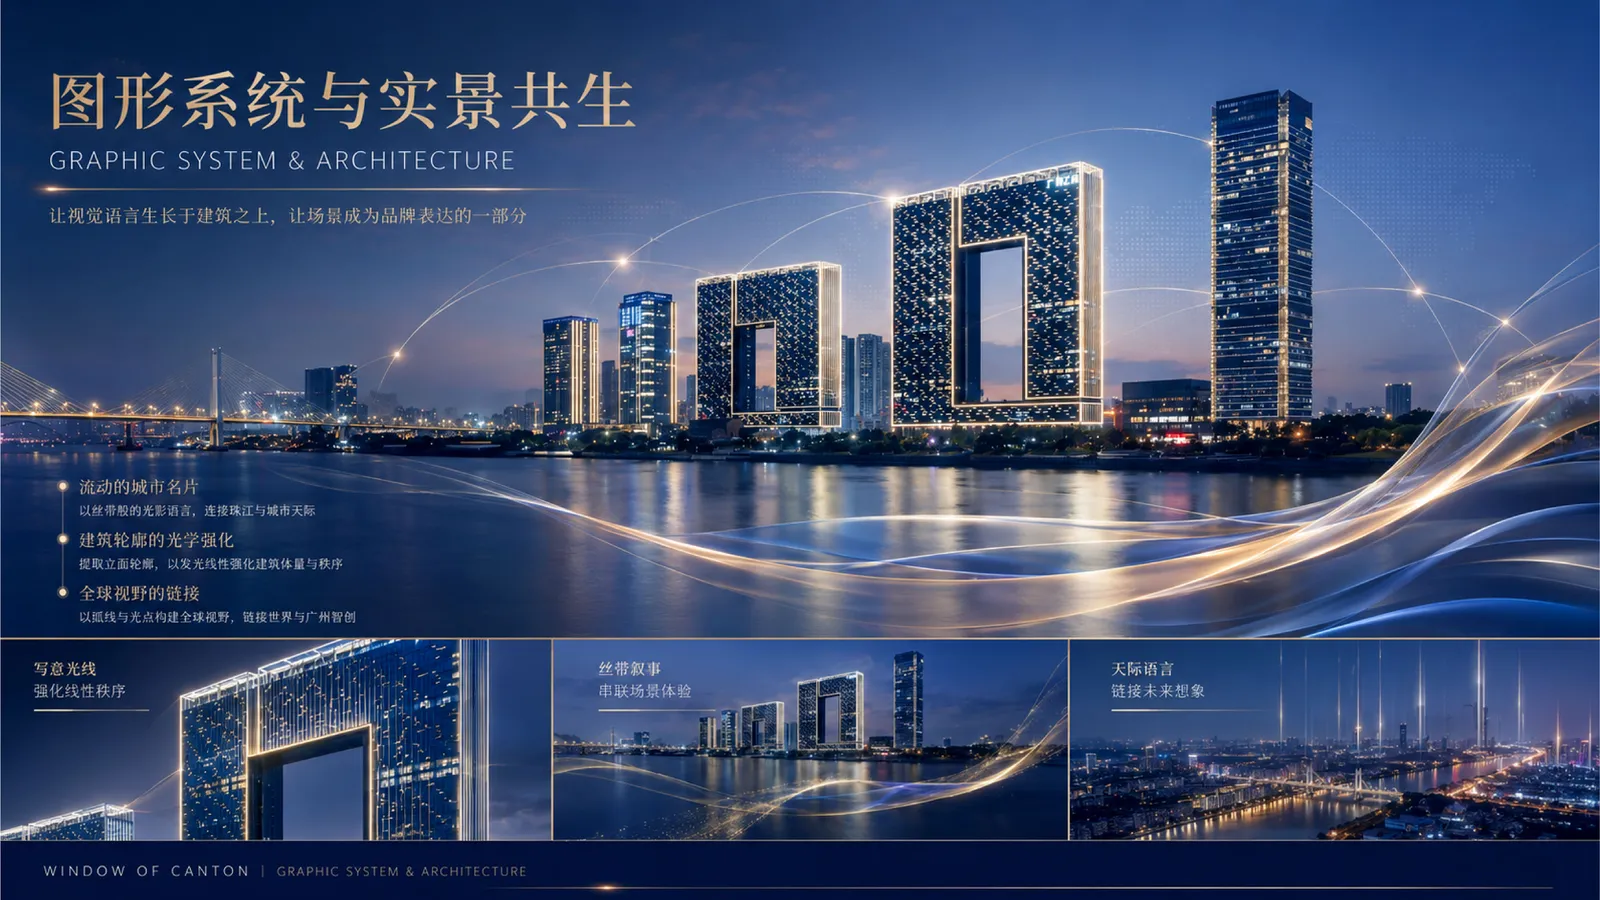 图形系统与实景共生
GRAPHIC SYSTEM & ARCHITECTURE
让视觉语言生长于建筑之上，让场景成为品牌表达的一部分
流动的城市名片
以丝带般的光影语言，连接珠江与城市天际
建筑轮廓的光学强化
提取立面轮廓，以发光线性强化建筑体量与秩序
全球视野的链接
以弧线与光点构建全球视野，链接世界与广州智创
写意光线
强化线性秩序
丝带叙事
串联场景体验
天际语言
链接未来想象
WINDOW OF CANTON | GRAPHIC SYSTEM & ARCHITECTURE